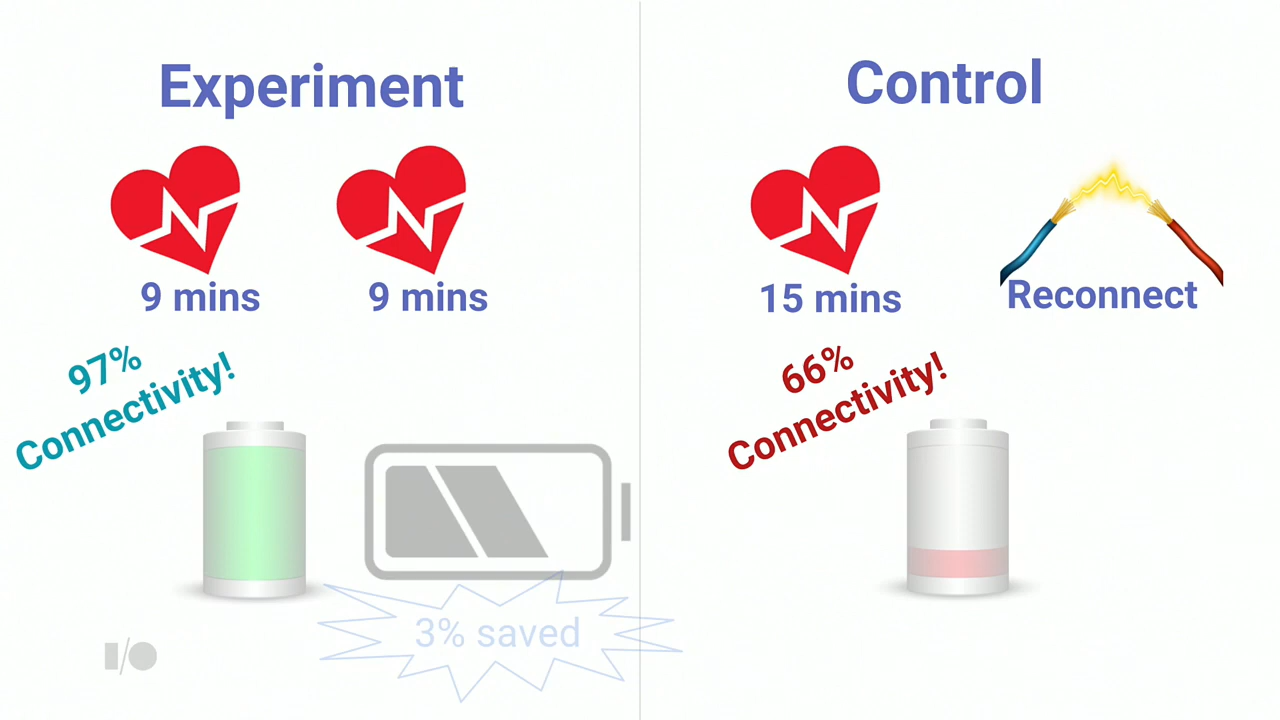 Experiment
9 mins
9 mins
97%
Connectivity!
3% saved
I/O
Control
15 mins
Reconnect
66%
Connectivity!